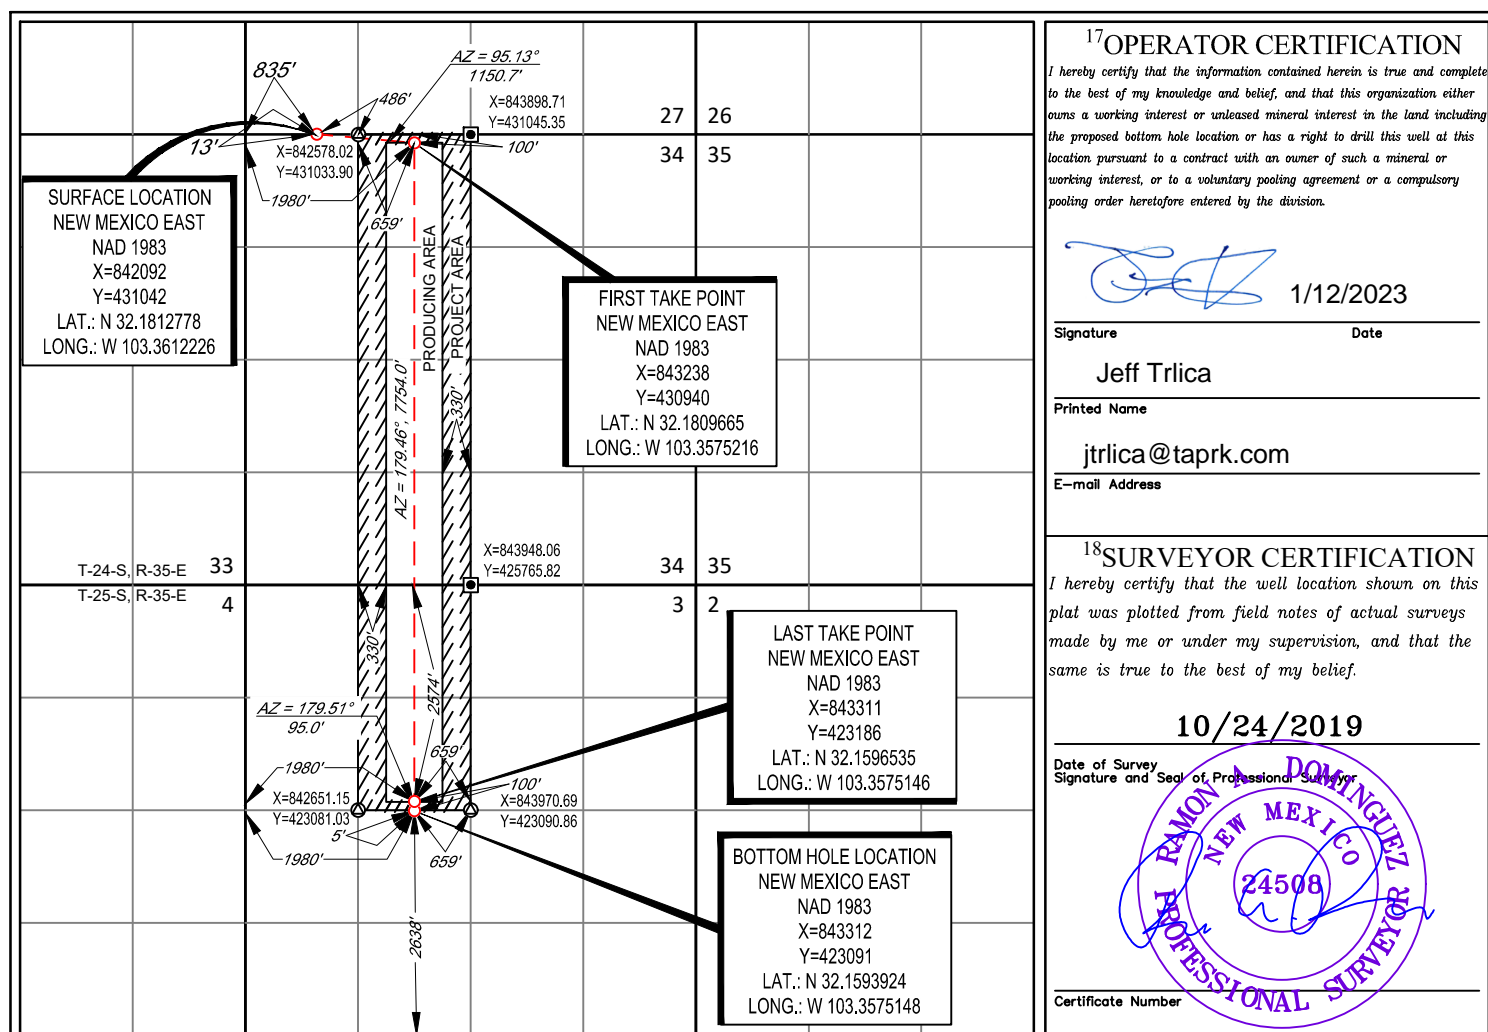 835'
AZ = 95.13°
1150.7'
486'
X=843898.71
Y=431045.35
27 26
13'
X=842578.02
Y=431033.90
100'
34 35
1980'
659'
SURFACE LOCATION
NEW MEXICO EAST
NAD 1983
X=842092
Y=431042
LAT.: N 32.1812778
LONG.: W 103.3612226
PRODUCING AREA
PROJECT AREA
FIRST TAKE POINT
NEW MEXICO EAST
NAD 1983
X=843238
Y=430940
LAT.: N 32.1809665
LONG.: W 103.3575216
AZ = 179.46°, 7754.0'
330'
X=843948.06
Y=425765.82
T-24-S, R-35-E 33
34 35
T-25-S, R-35-E 4
3 2
330'
2574'
LAST TAKE POINT
NEW MEXICO EAST
NAD 1983
X=843311
Y=423186
LAT.: N 32.1596535
LONG.: W 103.3575146
AZ = 179.51°
95.0'
659'
1980'
100'
X=842651.15
Y=423081.03
X=843970.69
Y=423090.86
5'
1980'
659'
BOTTOM HOLE LOCATION
NEW MEXICO EAST
NAD 1983
X=843312
Y=423091
LAT.: N 32.1593924
LONG.: W 103.3575148
2638'
17OPERATOR CERTIFICATION
I hereby certify that the information contained herein is true and complete
to the best of my knowledge and belief, and that this organization either
owns a working interest or unleased mineral interest in the land including
the proposed bottom hole location or has a right to drill this well at this
location pursuant to a contract with an owner of such a mineral or
working interest, or to a voluntary pooling agreement or a compulsory
pooling order heretofore entered by the division.
1/12/2023
Signature Date
Jeff Trlica
Printed Name
jtrlica@taprk.com
E-mail Address
18SURVEYOR CERTIFICATION
I hereby certify that the well location shown on this
plat was plotted from field notes of actual surveys
made by me or under my supervision, and that the
same is true to the best of my belief.
10/24/2019
Date of Survey
Signature and Seal of Professional Surveyor
RAMON A. DOMINGUEZ
NEW MEXICO
24508
PROFESSIONAL SURVEYOR
Certificate Number